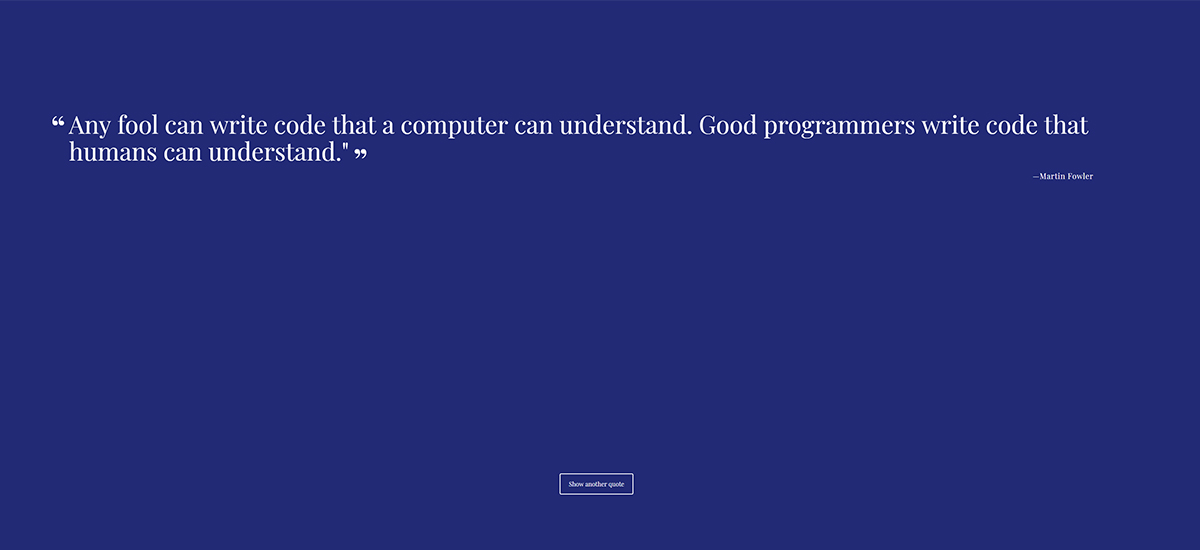 “ Any fool can write code that a computer can understand. Good programmers write code that
humans can understand." ”
—Martin Fowler
Show another quote